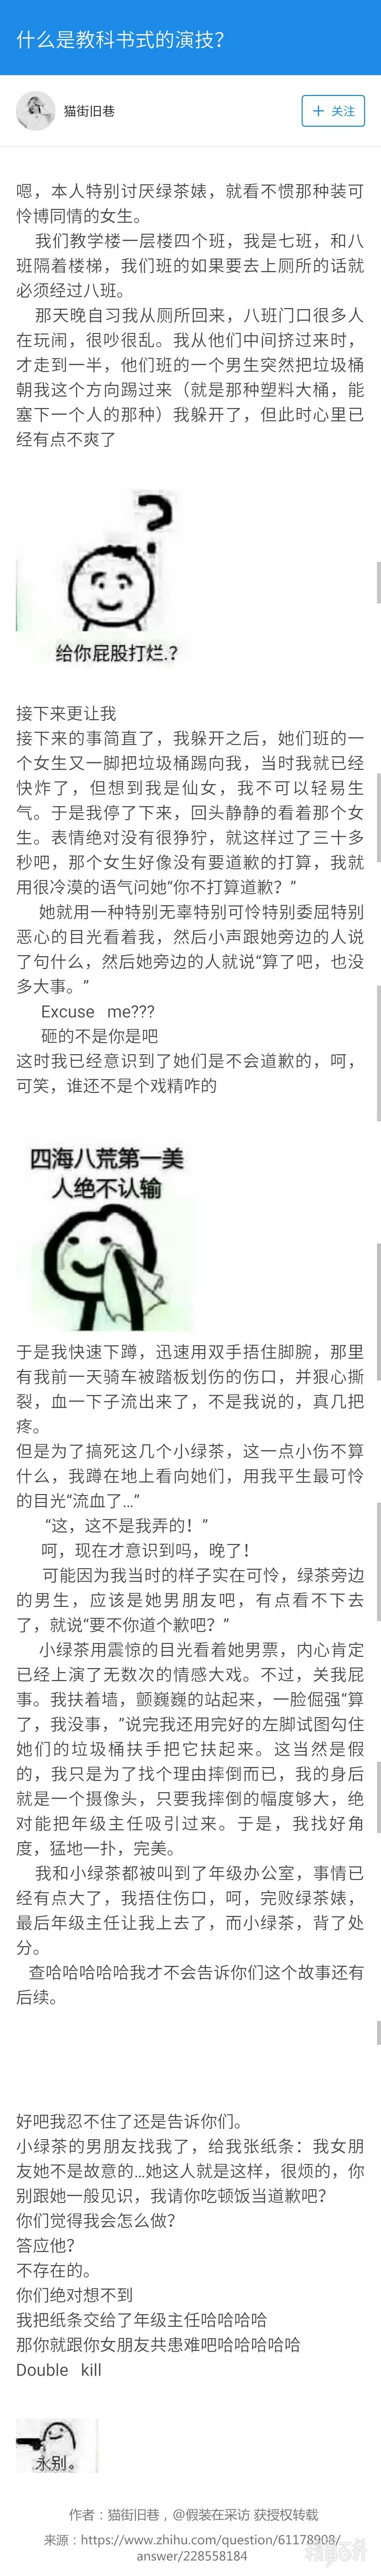 什么是教科书式的演技？
猫街旧巷
＋ 关注
嗯，本人特别讨厌绿茶婊，就看不惯那种装可
怜博同情的女生。
我们教学楼一层楼四个班，我是七班，和八
班隔着楼梯，我们班的如果要去上厕所的话就
必须经过八班。
那天晚自习我从厕所回来，八班门口很多人
在玩闹，很吵很乱。我从他们中间挤过来时，
才走到一半，他们班的一个男生突然把垃圾桶
朝我这个方向踢过来（就是那种塑料大桶，能
塞下一个人的那种）我躲开了，但此时心里已
经有点不爽了
给你屁股打烂.？
接下来更让我
接下来的事简直了，我躲开之后，她们班的一
个女生又一脚把垃圾桶踢向我，当时我就已经
快炸了，但想到我是仙女，我不可以轻易生
气。于是我停了下来，回头静静的看着那个女
生。表情绝对没有很狰狞，就这样过了三十多
秒吧，那个女生好像没有要道歉的打算，我就
用很冷漠的语气问她“你不打算道歉？”
她就用一种特别无辜特别可怜特别委屈特别
恶心的目光看着我，然后小声跟她旁边的人说
了句什么，然后她旁边的人就说“算了吧，也没
多大事。”
Excuse me???
砸的不是你是吧
这时我已经意识到了她们是不会道歉的，呵，
可笑，谁还不是个戏精咋的
四海八荒第一美
人绝不认输
于是我快速下蹲，迅速用双手捂住脚腕，那里
有我前一天骑车被踏板划伤的伤口，并狠心撕
裂，血一下子流出来了，不是我说的，真几把
疼。
但是为了搞死这几个小绿茶，这一点小伤不算
什么，我蹲在地上看向她们，用我平生最可怜
的目光“流血了…“
“这，这不是我弄的！”
呵，现在才意识到吗，晚了！
可能因为我当时的样子实在可怜，绿茶旁边
的男生，应该是她男朋友吧，有点看不下去
了，就说“要不你道个歉吧？”
小绿茶用震惊的目光看着她男票，内心肯定
已经上演了无数次的情感大戏。不过，关我屁
事。我扶着墙，颤巍巍的站起来，一脸倔强“算
了，我没事，”说完我还用完好的左脚试图勾住
她们的垃圾桶扶手把它扶起来。这当然是假
的，我只是为了找个理由摔倒而已，我的身后
就是一个摄像头，只要我摔倒的幅度够大，绝
对能把年级主任吸引过来。于是，我找好角
度，猛地一扑，完美。
我和小绿茶都被叫到了年级办公室，事情已
经有点大了，我捂住伤口，呵，完败绿茶婊，
最后年级主任让我上去了，而小绿茶，背了处
分。
查哈哈哈哈哈我才不会告诉你们这个故事还有
后续。
好吧我忍不住了还是告诉你们。
小绿茶的男朋友找我了，给我张纸条：我女朋
友她不是故意的…她这人就是这样，很烦的，你
别跟她一般见识，我请你吃顿饭当道歉吧？
你们觉得我会怎么做？
答应他？
不存在的。
你们绝对想不到
我把纸条交给了年级主任哈哈哈哈
那你就跟你女朋友共患难吧哈哈哈哈哈
Double kill
永别。
作者：猫街旧巷，@假装在采访 获授权转载
来源：https://www.zhihu.com/question/61178908/
answer/228558184